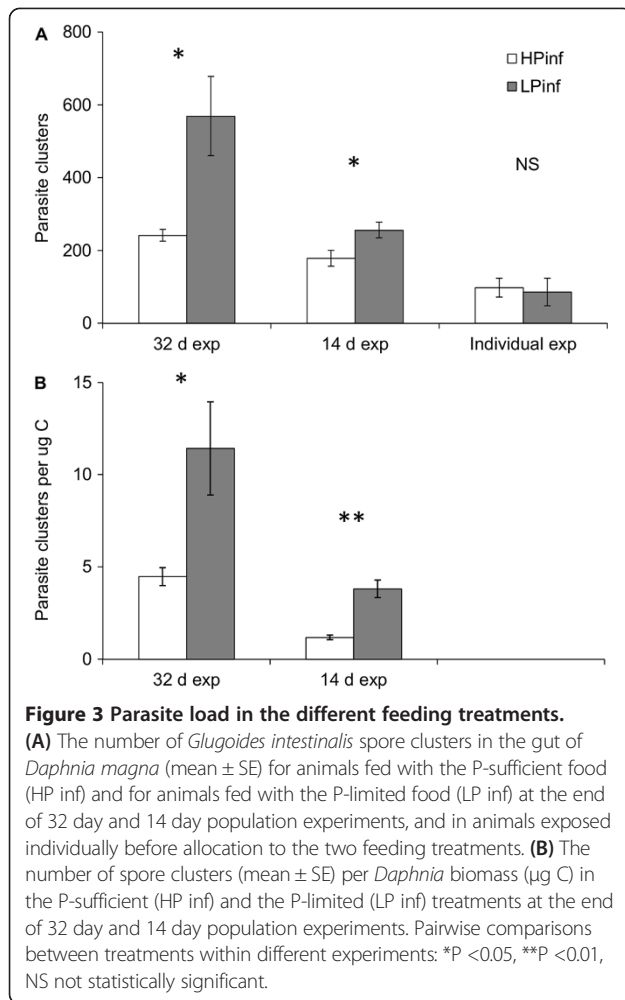 A
800
600
400
200
0
Parasite clusters
*
*
NS
HPinf
LPinf
32 d exp
14 d exp
Individual exp
B
15
10
5
0
Parasite clusters per ug C
*
**
32 d exp
14 d exp
Figure 3 Parasite load in the different feeding treatments.
(A) The number of Glugoides intestinalis spore clusters in the gut of
Daphnia magna (mean ± SE) for animals fed with the P-sufficient food
(HP inf) and for animals fed with the P-limited food (LP inf) at the end
of 32 day and 14 day population experiments, and in animals exposed
individually before allocation to the two feeding treatments. (B) The
number of spore clusters (mean ± SE) per Daphnia biomass (μg C) in
the P-sufficient (HP inf) and the P-limited (LP inf) treatments at the end
of 32 day and 14 day population experiments. Pairwise comparisons
between treatments within different experiments: *P <0.05, **P <0.01,
NS not statistically significant.